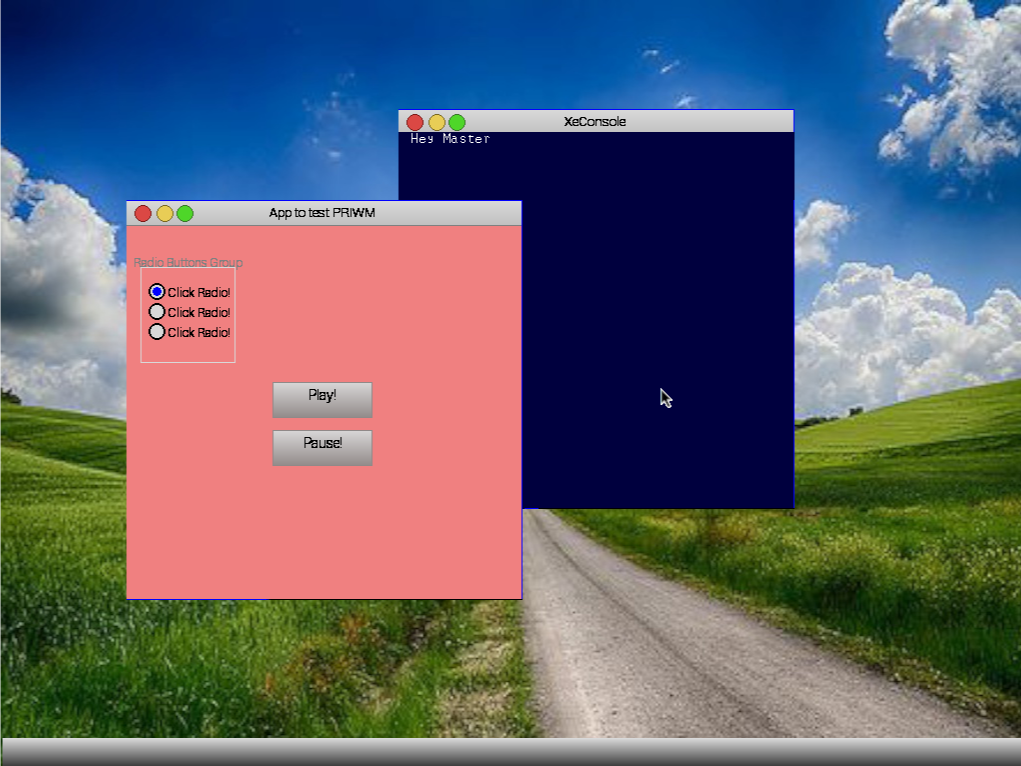 XeConsole
Hey Master
App to test PRIWM
Radio Buttons Group
Click Radio!
Click Radio!
Click Radio!
Play!
Pause!